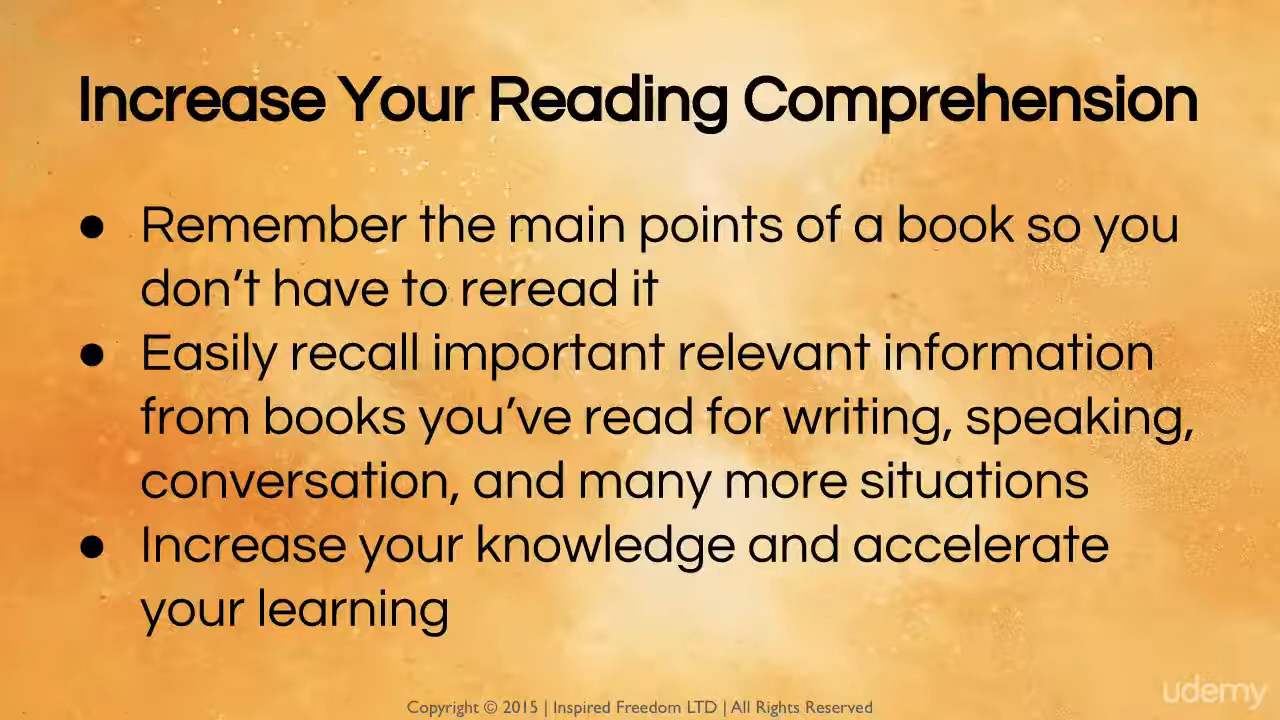 Increase Your Reading Comprehension
● Remember the main points of a book so you
don’t have to reread it
● Easily recall important relevant information
from books you’ve read for writing, speaking,
conversation, and many more situations
● Increase your knowledge and accelerate
your learning
udemy
Copyright © 2015 | Inspired Freedom LTD | All Rights Reserved